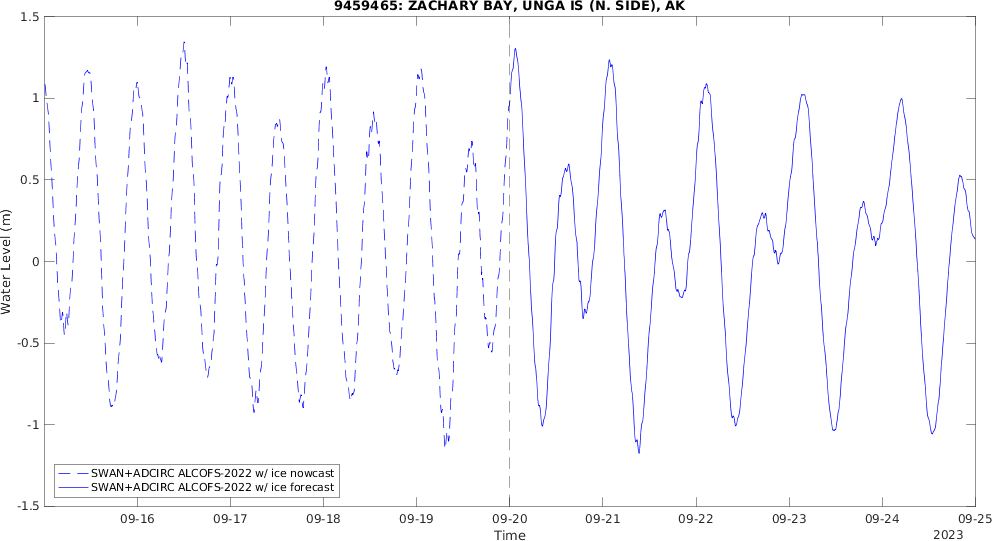 9459465: ZACHARY BAY, UNGA IS (N. SIDE), AK
1.5
1
0.5
0
-0.5
-1
-1.5
Water Level (m)
SWAN+ADCIRC ALCOFS-2022 w/ ice nowcast
SWAN+ADCIRC ALCOFS-2022 w/ ice forecast
09-16 09-17 09-18 09-19 09-20 09-21 09-22 09-23 09-24 09-25
Time
2023